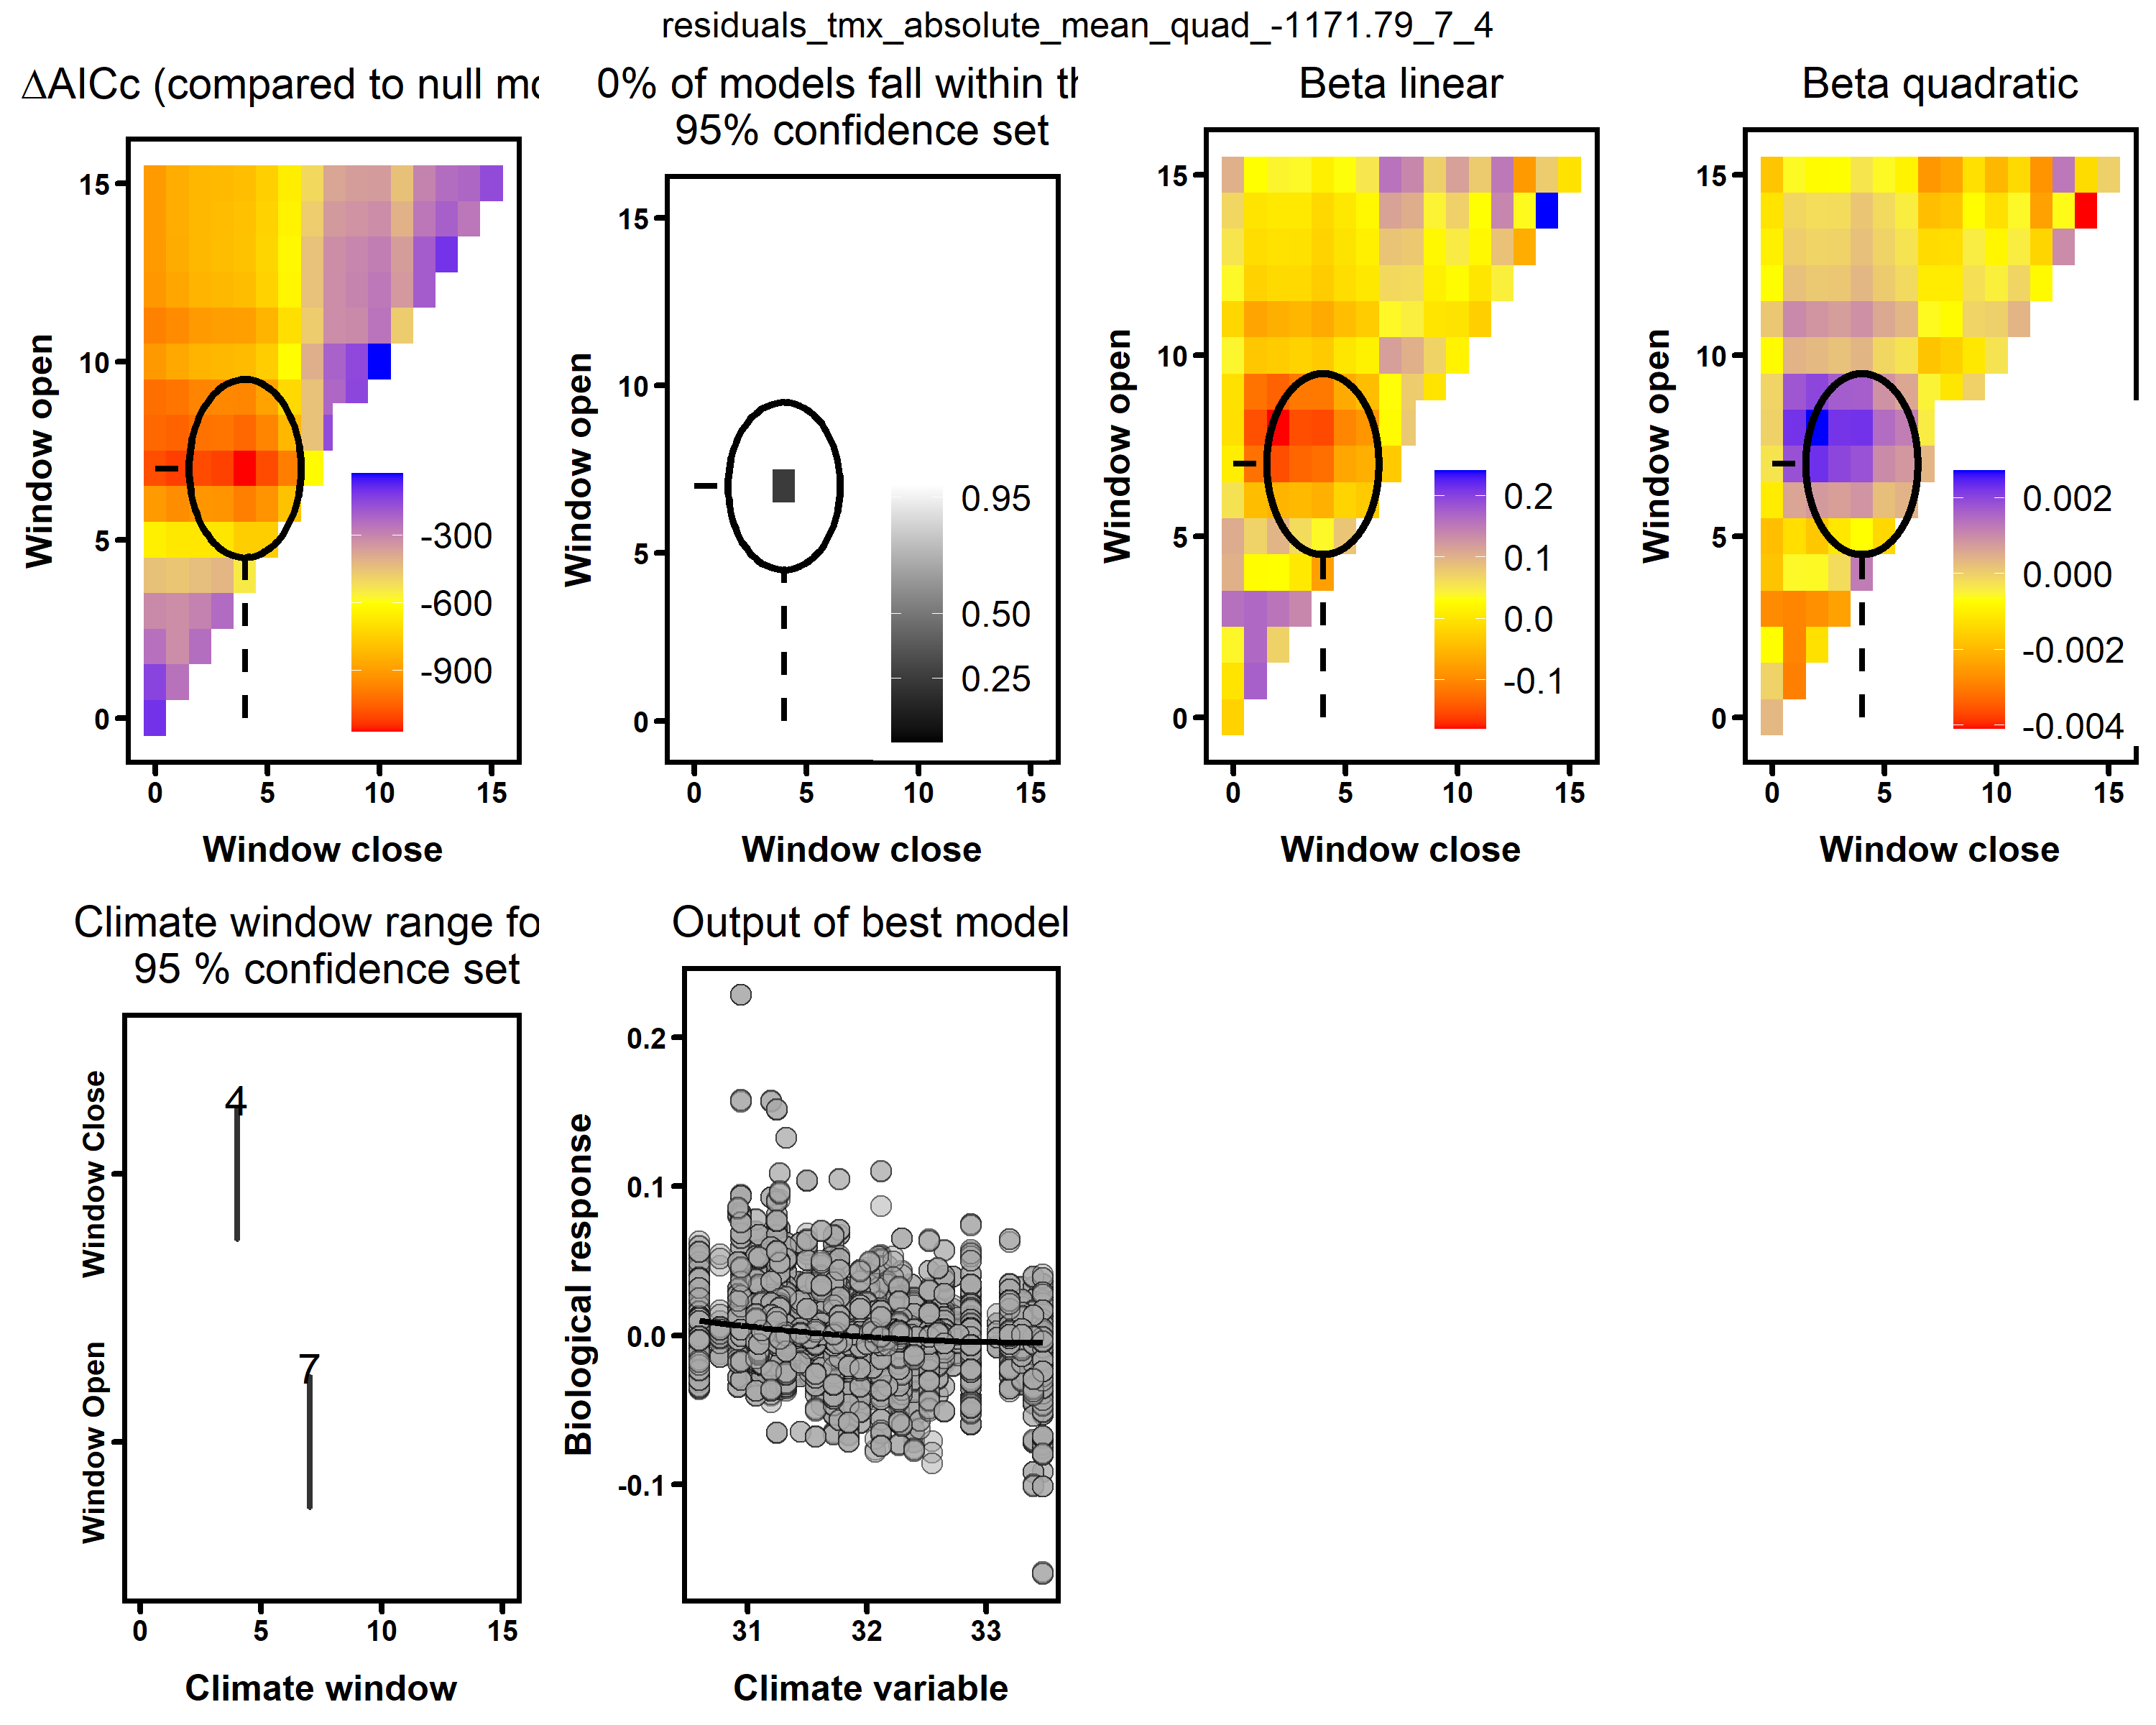 residuals_tmx_absolute_mean_quad_-1171.79_7_4
ΔAICc (compared to null mo
Window open
15
10
5
0
-300
-600
-900
0 5 10 15
Window close
0% of models fall within th
95% confidence set
Window open
15
10
5
0
0.95
0.50
0.25
0 5 10 15
Window close
Beta linear
Window open
15
10
5
0
0.2
0.1
0.0
-0.1
0 5 10 15
Window close
Beta quadratic
Window open
15
10
5
0
0.002
0.000
-0.002
-0.004
0 5 10 15
Window close
Climate window range fo
95 % confidence set
Window Close
Window Open
4
7
0 5 10 15
Climate window
Output of best model
Biological response
0.2
0.1
0.0
-0.1
31 32 33
Climate variable